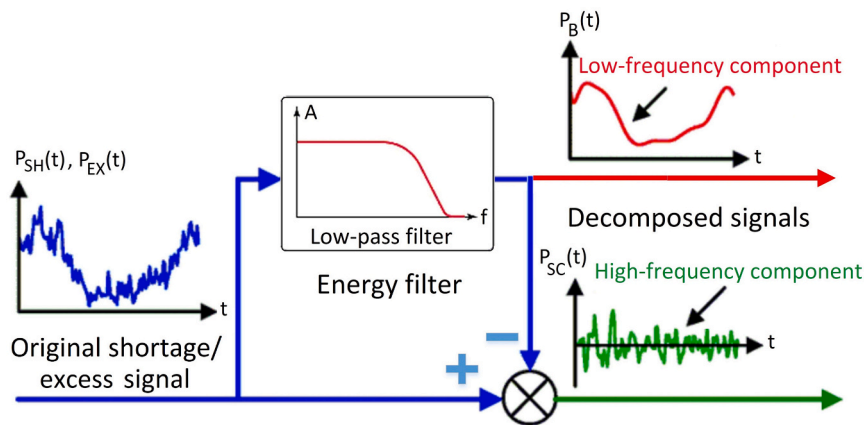 P_B(t)
Low-frequency component
t
A
f
Low-pass filter
Energy filter
P_SH(t), P_EX(t)
t
Original shortage/
excess signal
Decomposed signals
P_SC(t)
High-frequency component
t
−
+